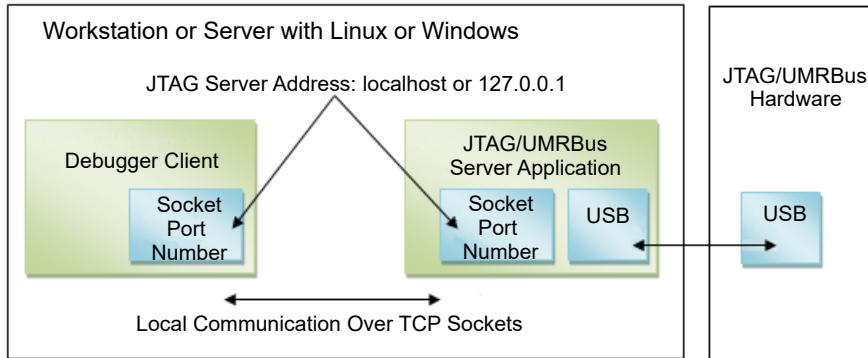 Workstation or Server with Linux or Windows
JTAG Server Address: localhost or 127.0.0.1
JTAG/UMRBus
Hardware
Debugger Client
JTAG/UMRBus
Server Application
Socket
Port
Number
Socket
Port
Number
USB
USB
Local Communication Over TCP Sockets